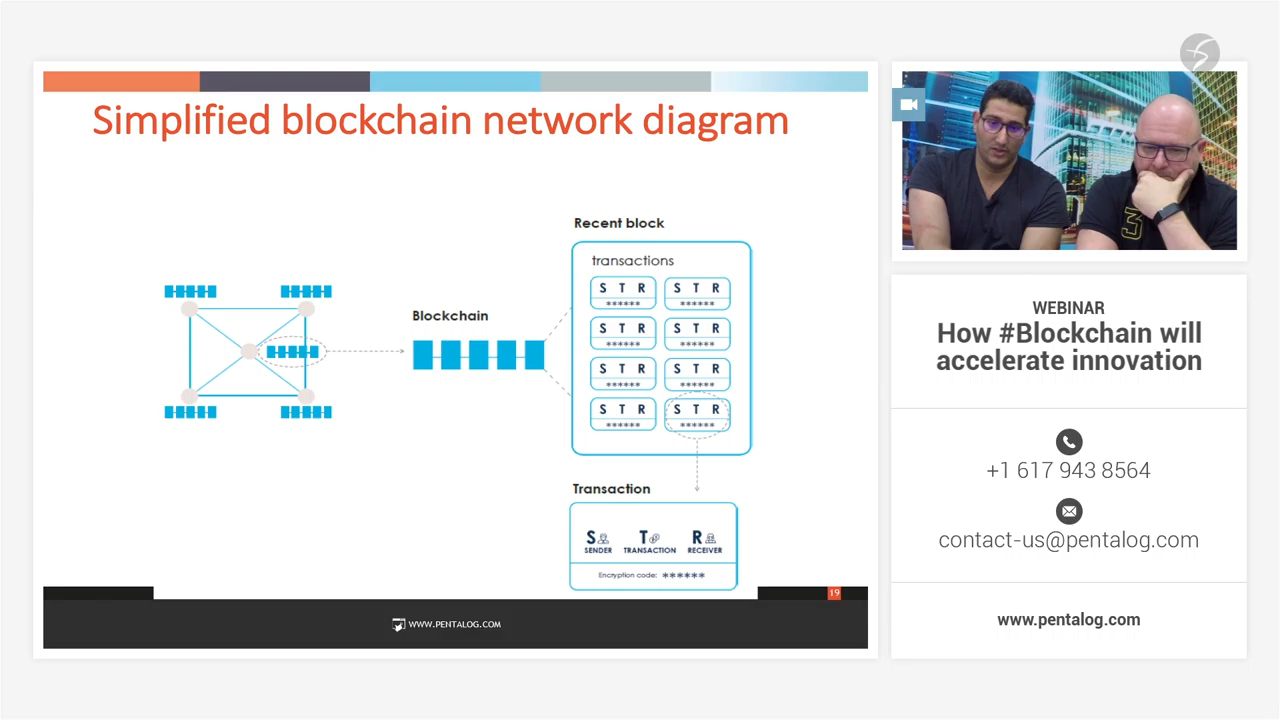 Simplified blockchain network diagram
Recent block
transactions
S T R S T R
****** ******
S T R S T R
****** ******
Blockchain
S T R S T R
****** ******
S T R S T R
****** ******
Transaction
S T R
SENDER TRANSACTION RECEIVER
Encryption code: ******
19
WWW.PENTALOG.COM
WEBINAR
How #Blockchain will
accelerate innovation
+1 617 943 8564
contact-us@pentalog.com
www.pentalog.com